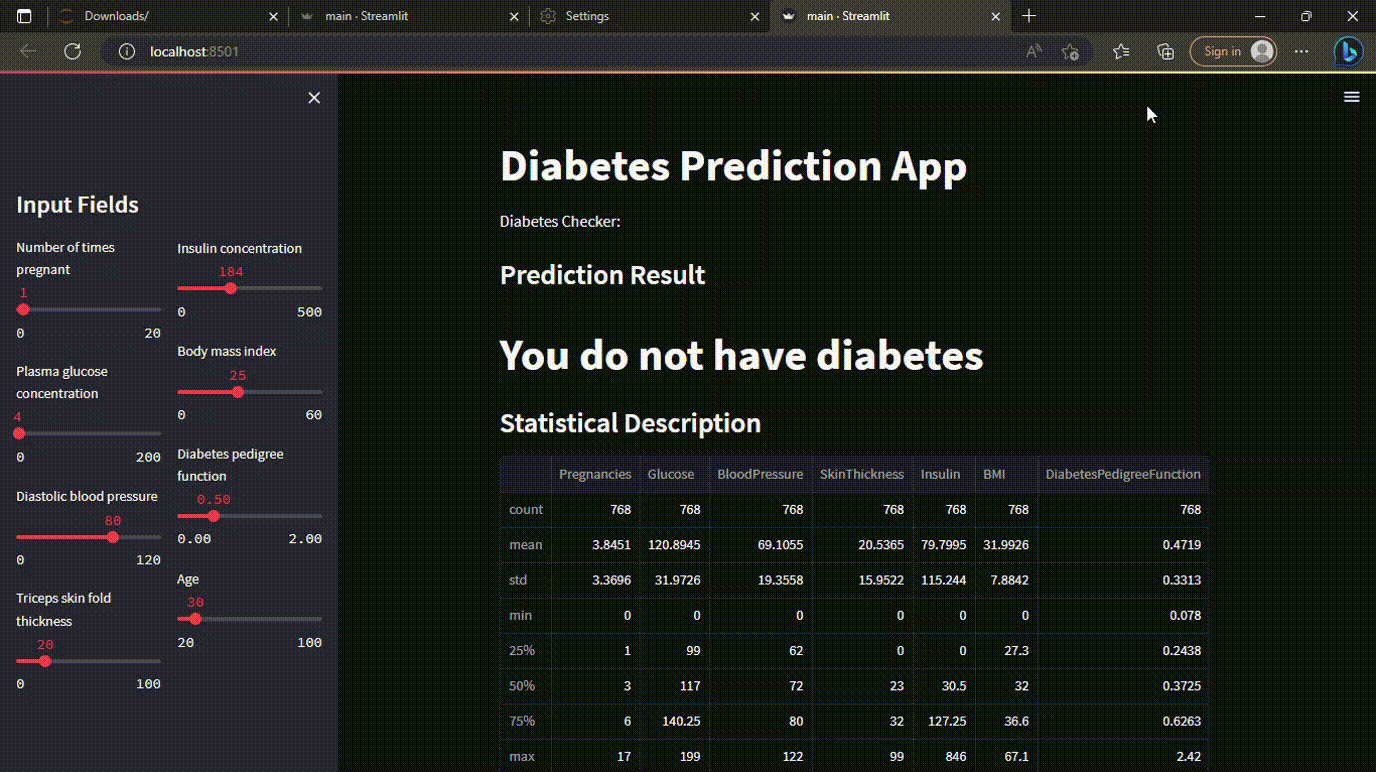 Downloads/
main · Streamlit
Settings
main · Streamlit
localhost:8501
Sign in
Input Fields
Number of times
pregnant
1
0 20
Plasma glucose
concentration
4
0 200
Diastolic blood pressure
80
0 120
Triceps skin fold
thickness
20
0 100
Insulin concentration
184
0 500
Body mass index
25
0 60
Diabetes pedigree
function
0.50
0.00 2.00
Age
30
20 100
Diabetes Prediction App
Diabetes Checker:
Prediction Result
You do not have diabetes
Statistical Description
Pregnancies Glucose BloodPressure SkinThickness Insulin BMI DiabetesPedigreeFunction
count 768 768 768 768 768 768 768
mean 3.8451 120.8945 69.1055 20.5365 79.7995 31.9926 0.4719
std 3.3696 31.9726 19.3558 15.9522 115.244 7.8842 0.3313
min 0 0 0 0 0 0 0.078
25% 1 99 62 0 0 27.3 0.2438
50% 3 117 72 23 30.5 32 0.3725
75% 6 140.25 80 32 127.25 36.6 0.6263
max 17 199 122 99 846 67.1 2.42